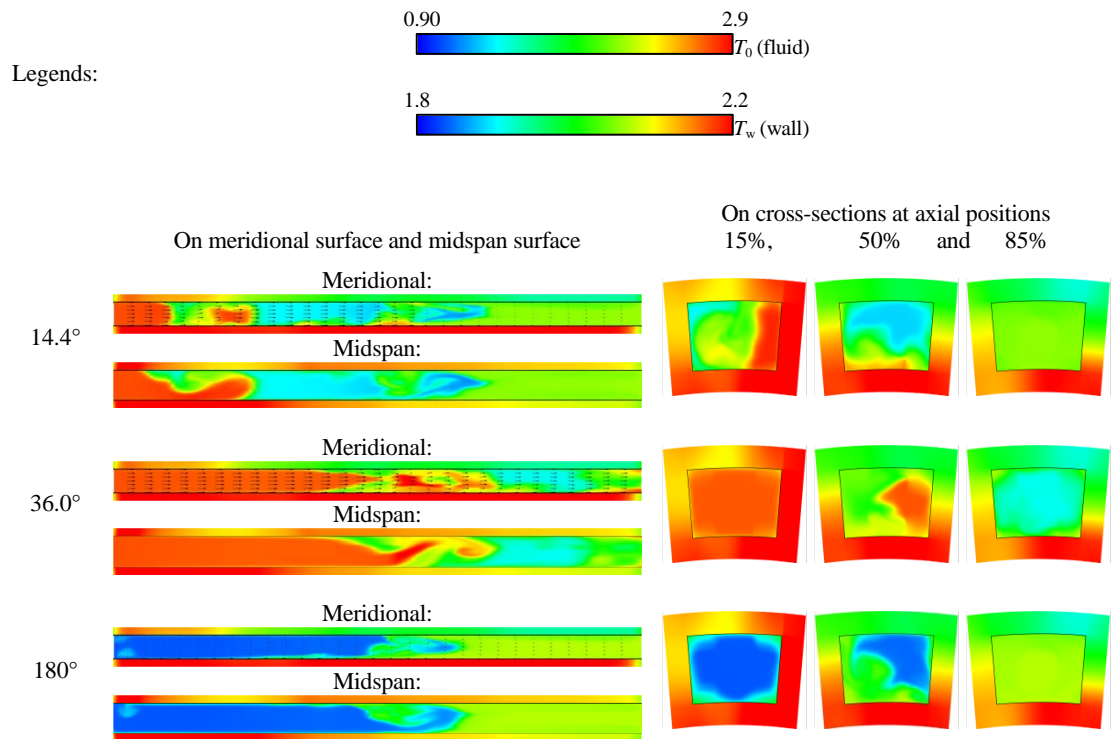 0.90 2.9
T₀ (fluid)
Legends:
1.8 2.2
T_w (wall)
On cross-sections at axial positions
On meridional surface and midspan surface 15%, 50% and 85%
Meridional:
14.4°
Midspan:
Meridional:
36.0°
Midspan:
Meridional:
180°
Midspan: